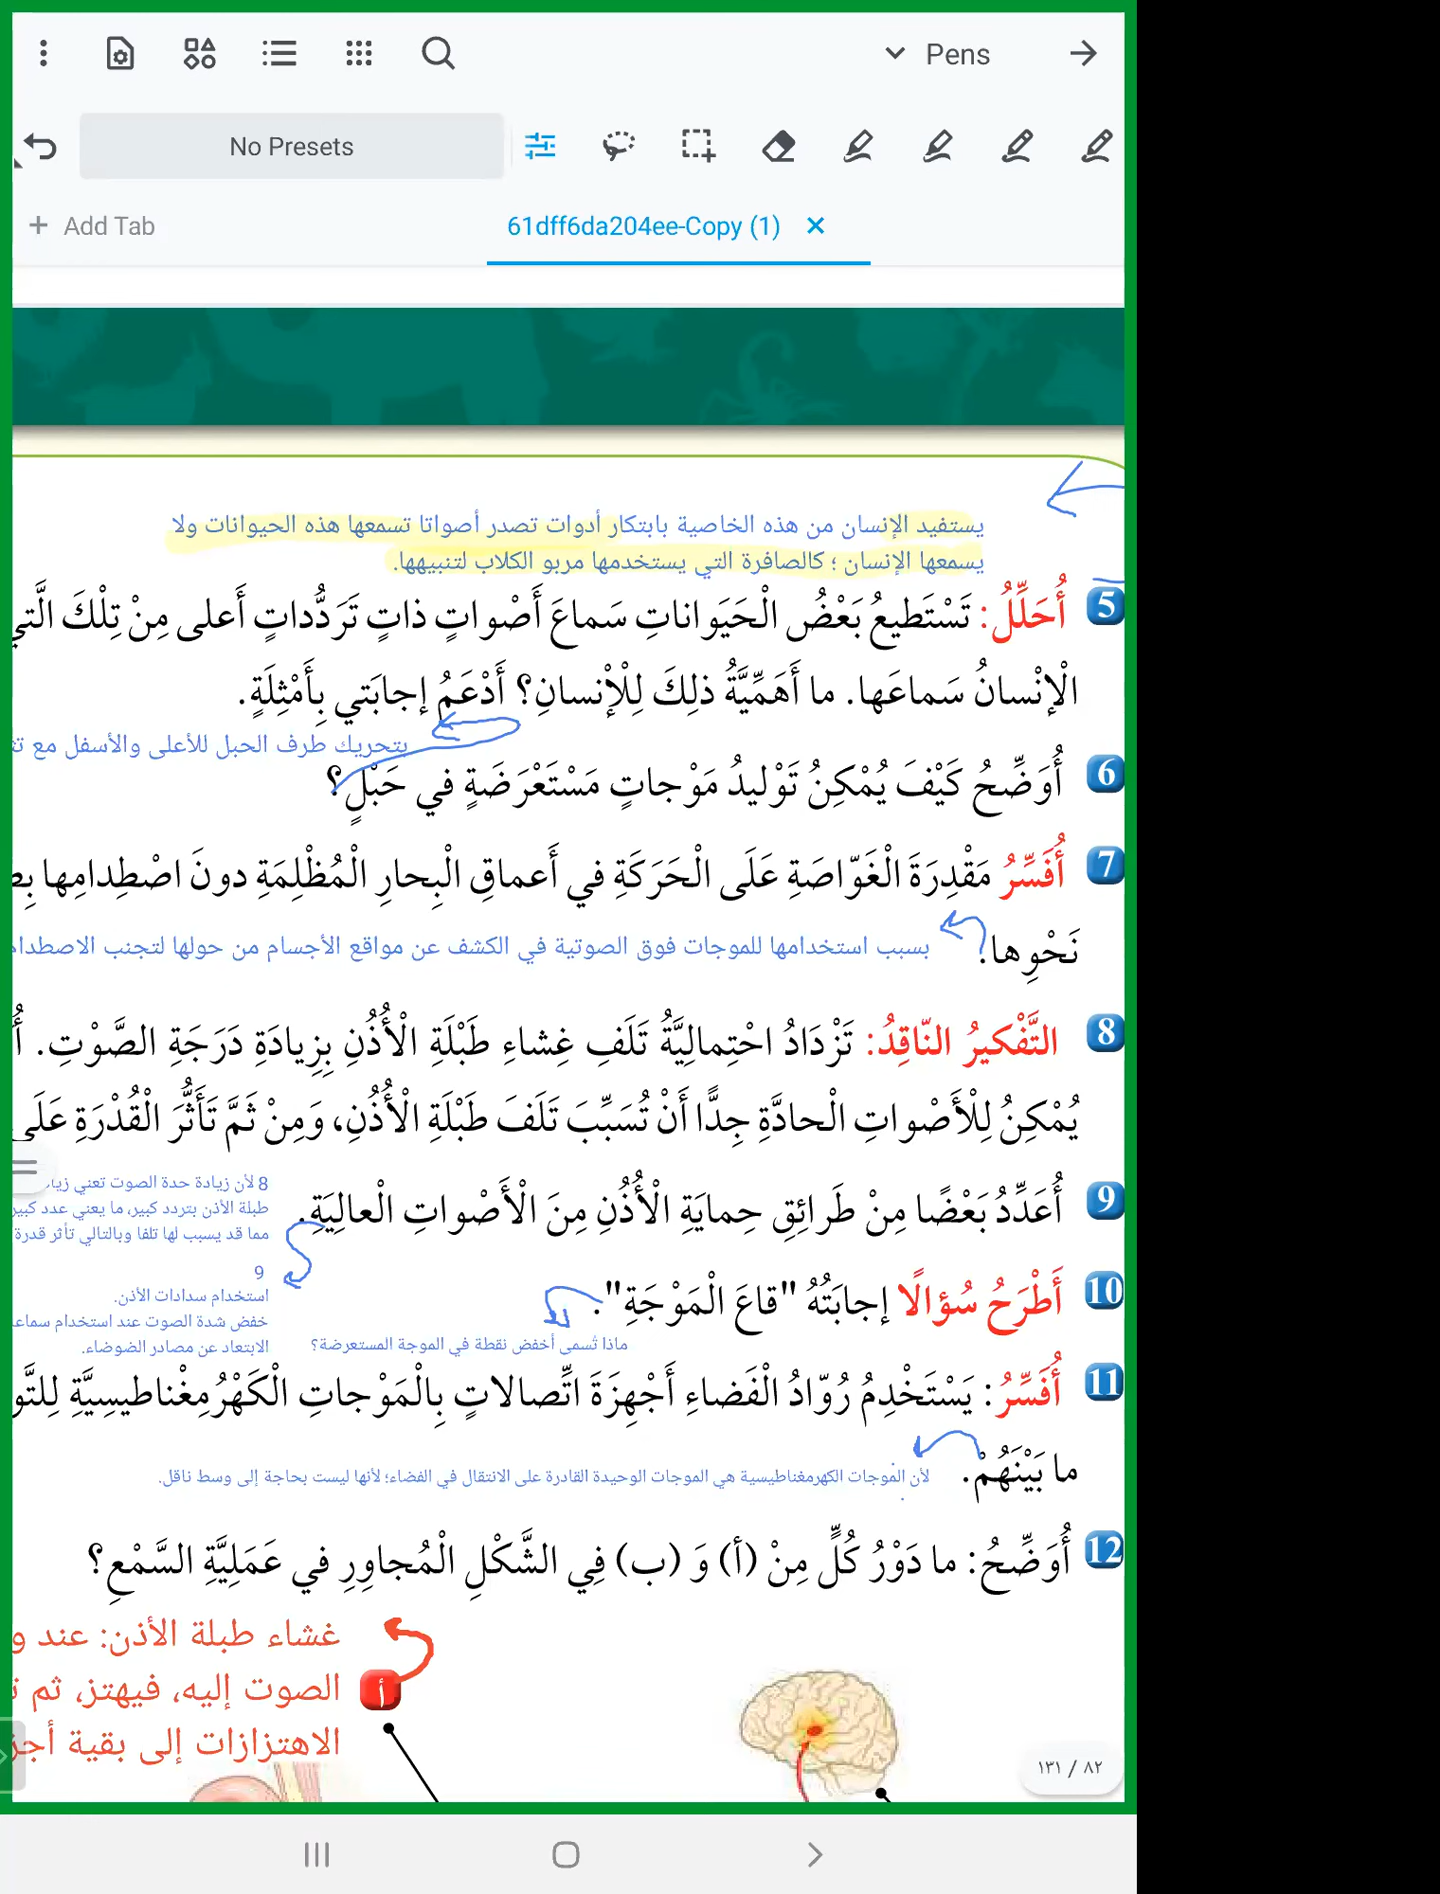 Pens
No Presets
+ Add Tab
61dff6da204ee-Copy (1) ×
يستفيد الإنسان من هذه الخاصية بابتكار أدوات تصدر أصواتا تسمعها هذه الحيوانات ولا
يسمعها الإنسان ؛ كالصافرة التي يستخدمها مربو الكلاب لتنبيهها.
5 أُحَلِّلُ: تَسْتَطيعُ بَعْضُ الْحَيَواناتِ سَماعَ أَصْواتٍ ذاتِ تَرَدُّداتٍ أَعلى مِنْ تِلْكَ الَّتي
الْإنْسانُ سَماعَها. ما أَهَمِّيَّةُ ذلِكَ لِلْإنْسانِ؟ أَدْعَمُ إجابَتي بِأَمْثِلَةٍ.
بتحريك طرف الحبل للأعلى والأسفل مع
6 أُوَضِّحُ كَيْفَ يُمْكِنُ تَوْليدُ مَوْجاتٍ مَسْتَعْرَضَةٍ في حَبْلٍ؟
7 أُفَسِّرُ مَقْدِرَةَ الْغَوّاصَةِ عَلَى الْحَرَكَةِ في أَعماقِ الْبِحارِ الْمُظْلِمَةِ دونَ اصْطِدامِها
نَحْوِها.
بسبب استخدامها للموجات فوق الصوتية في الكشف عن مواقع الأجسام من حولها لتجنب
8 التَّفْكيرُ النّاقِدُ: تَزْدَادُ احْتِمالِيَّةُ تَلَفِ غِشاءِ طَبْلَةِ الْأُذُنِ بِزِيادَةِ دَرَجَةِ الصَّوْتِ.
يُمْكِنُ لِلْأَصْواتِ الْحادَّةِ جِدًّا أَنْ تُسَبِّبَ تَلَفَ طَبْلَةِ الْأُذُنِ، وَمِنْ ثَمَّ تَأَثُّرَ الْقُدْرَةِ عَلَى
8 لأن زيادة حدة الصوت تعني
طبلة الأذن بتردد كبير، ما يعني عدد كبير
مما قد يسبب لها تلفا وبالتالي تأثر قدرة
9 أُعَدِّدُ بَعْضًا مِنْ طَرائِقِ حِمايَةِ الْأُذُنِ مِنَ الْأَصْواتِ الْعالِيَةِ.
9
استخدام سدادات الأذن.
خفض شدة الصوت عند استخدام
الابتعاد عن مصادر الضوضاء.
10 أَطْرَحُ سُؤالًا إجابَتُهُ "قاعَ الْمَوْجَةِ".
ماذا تُسمى أخفض نقطة في الموجة المستعرضة؟
11 أُفَسِّرُ: يَسْتَخْدِمُ رُوّادُ الْفَضاءِ أَجْهِزَةَ اتِّصالاتٍ بِالْمَوْجاتِ الْكَهْرُمِغْناطيسِيَّةِ
ما بَيْنَهُمْ.
لأن الموجات الكهرمغناطيسية هي الموجات الوحيدة القادرة على الانتقال في الفضاء؛ لأنها ليست بحاجة إلى وسط ناقل.
12 أُوَضِّحُ: ما دَوْرُ كُلٍّ مِنْ (أ) وَ (ب) فِي الشَّكْلِ الْمُجاوِرِ في عَمَلِيَّةِ السَّمْعِ؟
غشاء طبلة الأذن: عند
أ الصوت إليه، فيهتز، ثم
الاهتزازات إلى بقية
٨٢ / ١٣١